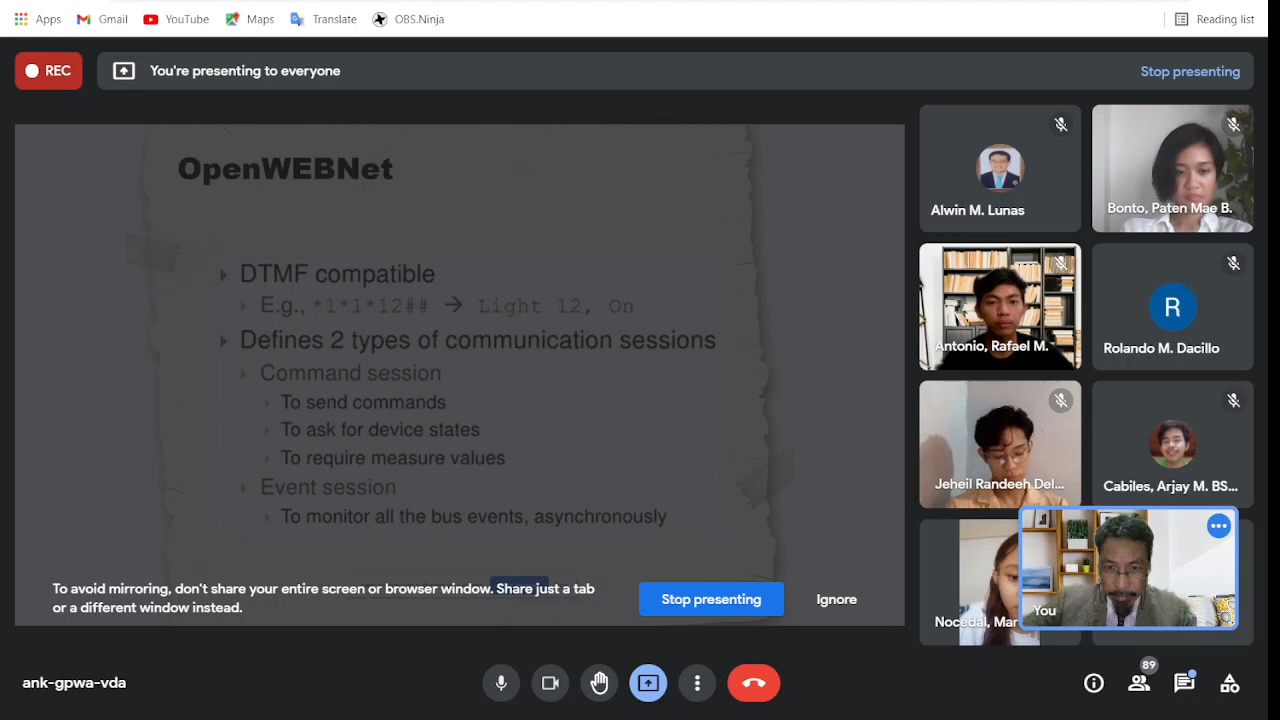 Apps Gmail YouTube Maps Translate OBS.Ninja Reading list
REC You're presenting to everyone Stop presenting
OpenWEBNet
DTMF compatible
E.g., *1*1*12## → Light 12, On
Defines 2 types of communication sessions
Command session
To send commands
To ask for device states
To require measure values
Event session
To monitor all the bus events, asynchronously
To avoid mirroring, don't share your entire screen or browser window. Share just a tab
or a different window instead.
Stop presenting Ignore
Alwin M. Lunas
Bonto, Paten Mae B.
Antonio, Rafael M.
R
Rolando M. Dacillo
Jeheil Randeeh Del...
Cabiles, Arjay M. BS...
Nocedal, Mar
You
ank-gpwa-vda
89